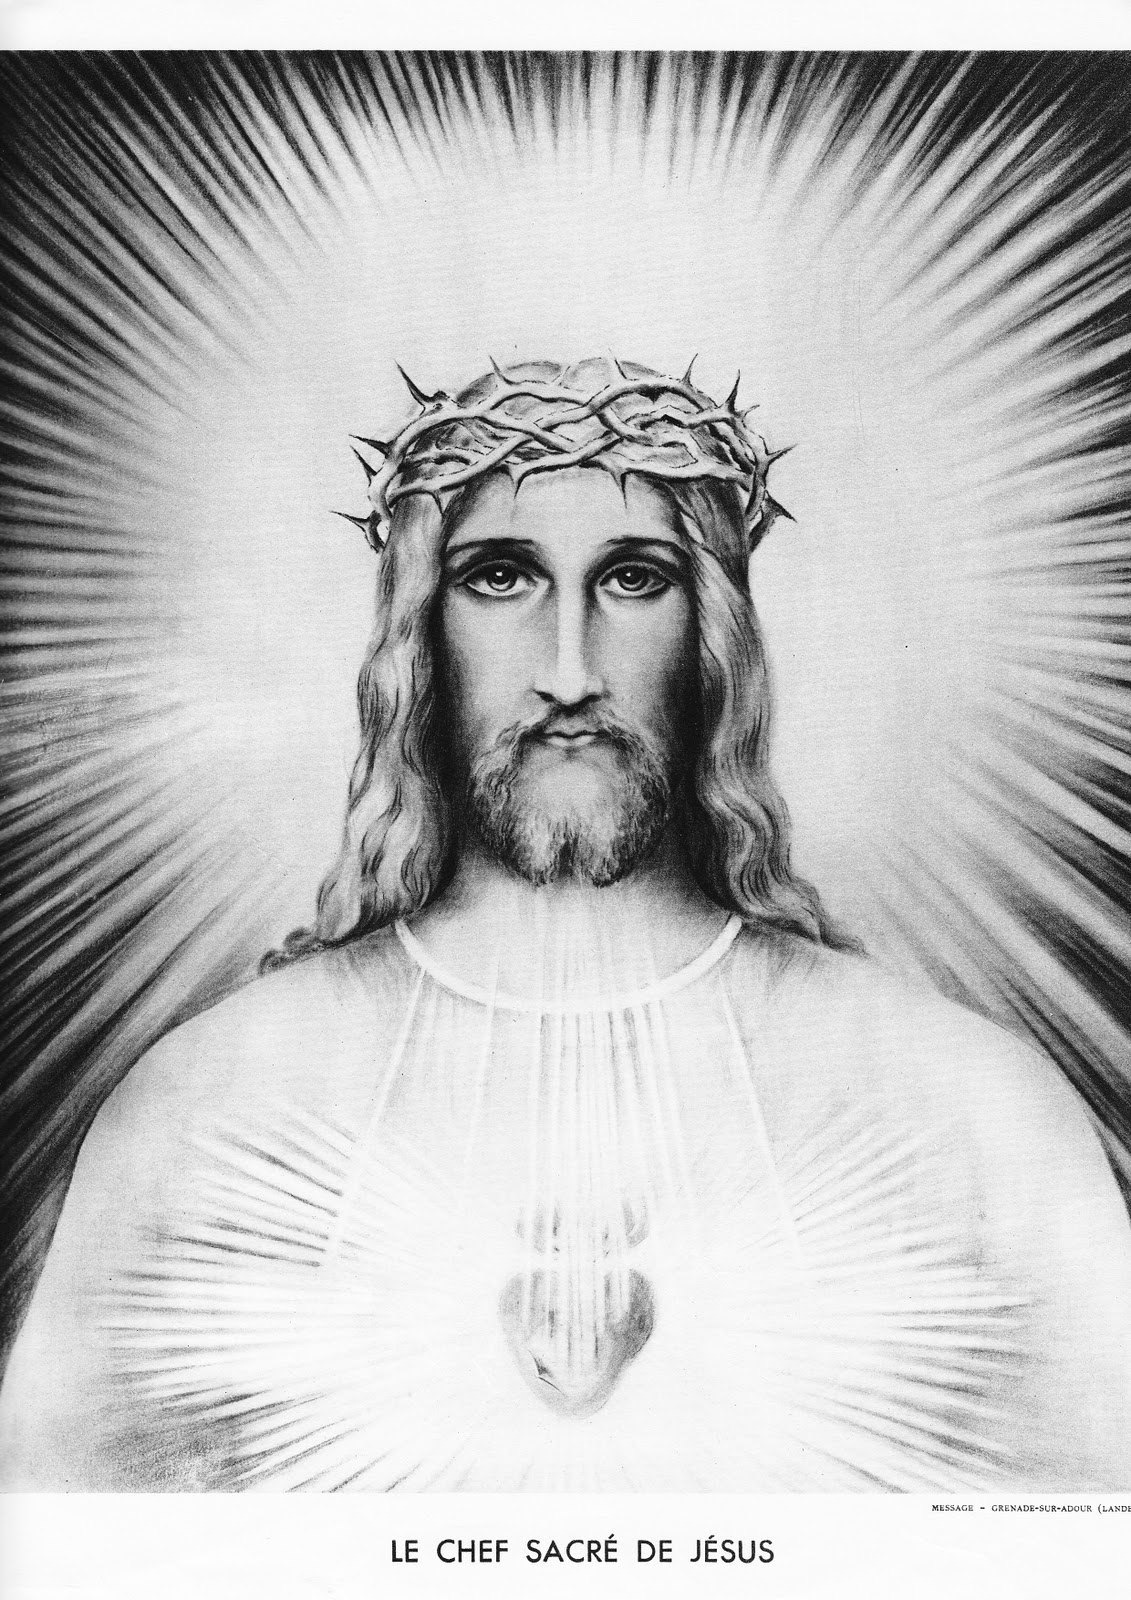 MESSAGE - GRENADE-SUR-ADOUR (LANDE
LE CHEF SACRÉ DE JÉSUS